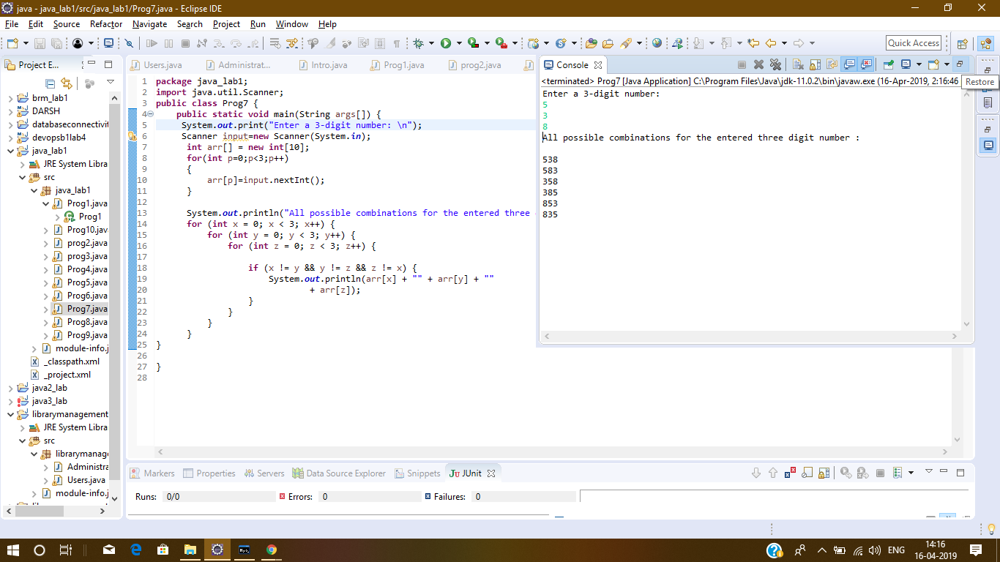 java - java_lab1/src/java_lab1/Prog7.java - Eclipse IDE
File Edit Source Refactor Navigate Search Project Run Window Help
Quick Access
Project E...
Users.java
Administrat...
Intro.java
Prog1.java
prog2.java
Console
Restore
<terminated> Prog7 [Java Application] C:\Program Files\Java\jdk-11.0.2\bin\javaw.exe (16-Apr-2019, 2:16:46
brm_lab1
DARSH
databaseconnectivit
devopsb1lab4
java_lab1
JRE System Library
src
java_lab1
Prog1.java
Prog1
Prog10.java
prog2.java
prog3.java
Prog4.java
Prog5.java
Prog6.java
Prog7.java
Prog8.java
Prog9.java
module-info.j
_classpath.xml
_project.xml
java2_lab
java3_lab
librarymanagement
JRE System Libra
src
librarymanag
Administra
Users.java
module-info.j
1 package java_lab1;
2 import java.util.Scanner;
3 public class Prog7 {
4 public static void main(String args[]) {
5 System.out.print("Enter a 3-digit number: \n");
6 Scanner input=new Scanner(System.in);
7 int arr[] = new int[10];
8 for(int p=0;p<3;p++)
9 {
10 arr[p]=input.nextInt();
11 }
12
13 System.out.println("All possible combinations for the entered three
14 for (int x = 0; x < 3; x++) {
15 for (int y = 0; y < 3; y++) {
16 for (int z = 0; z < 3; z++) {
17
18 if (x != y && y != z && z != x) {
19 System.out.println(arr[x] + "" + arr[y] + ""
20 + arr[z]);
21 }
22 }
23 }
24 }
25 }
26
27 }
28
Enter a 3-digit number:
5
3
8
All possible combinations for the entered three digit number :
538
583
358
385
853
835
Markers Properties Servers Data Source Explorer Snippets JUnit
Runs: 0/0 Errors: 0 Failures: 0
ENG
14:16
16-04-2019